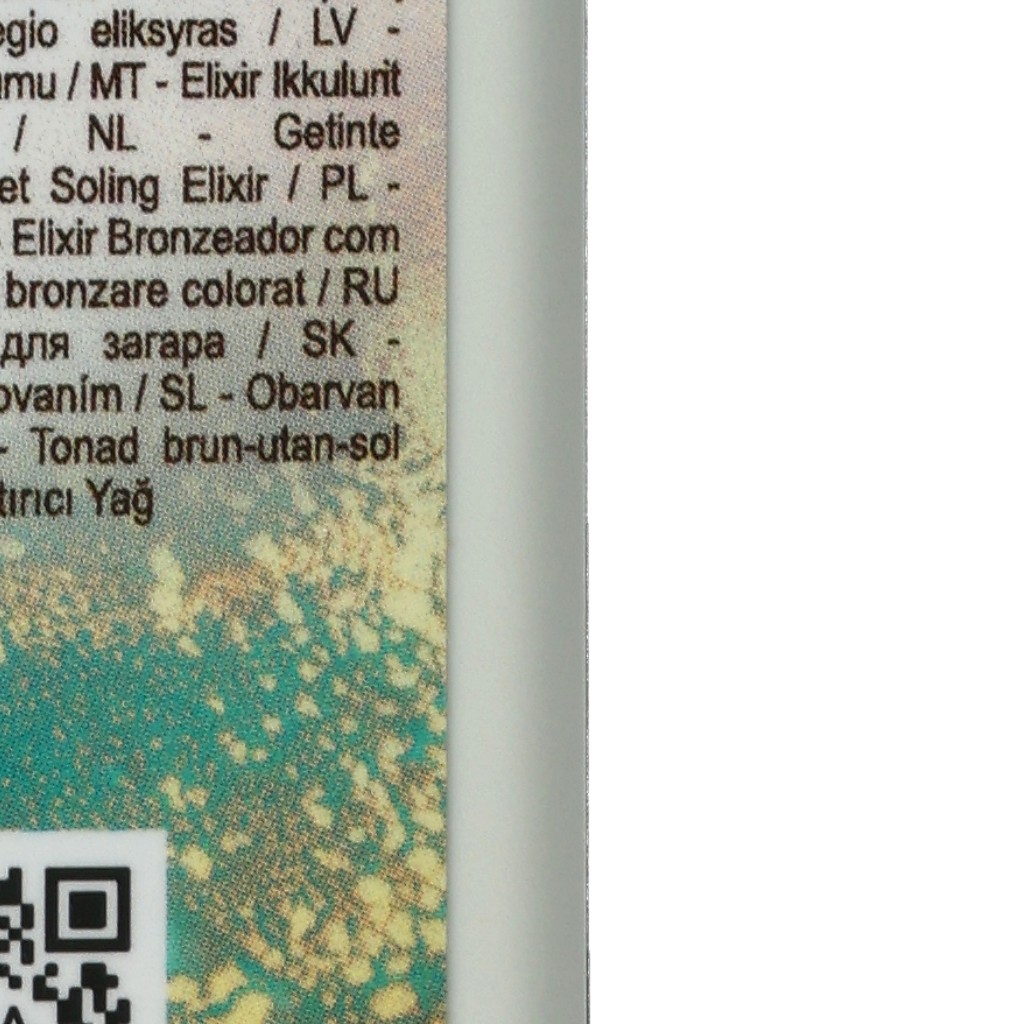 egio eliksyras / LV -
umu / MT - Elixir Ikkulurit
/ NL - Getinte
et Soling Elixir / PL -
- Elixir Bronzeador com
bronzare colorat / RU
для загара / SK -
ovaním / SL - Obarvan
- Tonad brun-utan-sol
tırıcı Yağ